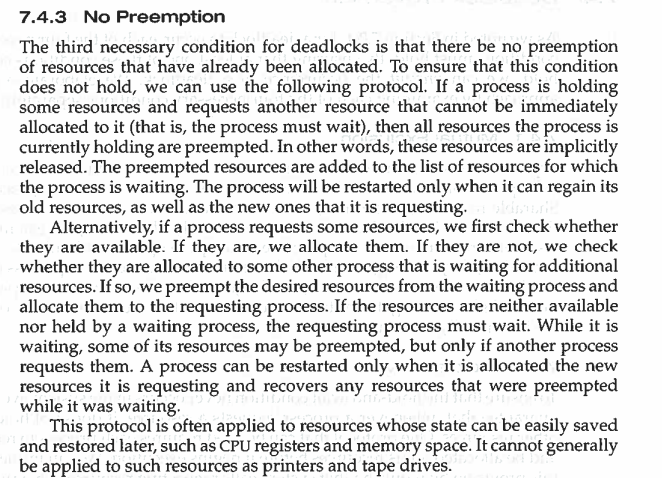 7.4.3 No Preemption
The third necessary condition for deadlocks is that there be no preemption
of resources that have already been allocated. To ensure that this condition
does not hold, we can use the following protocol. If a process is holding
some resources and requests another resource that cannot be immediately
allocated to it (that is, the process must wait), then all resources the process is
currently holding are preempted. In other words, these resources are implicitly
released. The preempted resources are added to the list of resources for which
the process is waiting. The process will be restarted only when it can regain its
old resources, as well as the new ones that it is requesting.
Alternatively, if a process requests some resources, we first check whether
they are available. If they are, we allocate them. If they are not, we check
whether they are allocated to some other process that is waiting for additional
resources. If so, we preempt the desired resources from the waiting process and
allocate them to the requesting process. If the resources are neither available
nor held by a waiting process, the requesting process must wait. While it is
waiting, some of its resources may be preempted, but only if another process
requests them. A process can be restarted only when it is allocated the new
resources it is requesting and recovers any resources that were preempted
while it was waiting.
This protocol is often applied to resources whose state can be easily saved
and restored later, such as CPU registers and memory space. It cannot generally
be applied to such resources as printers and tape drives.